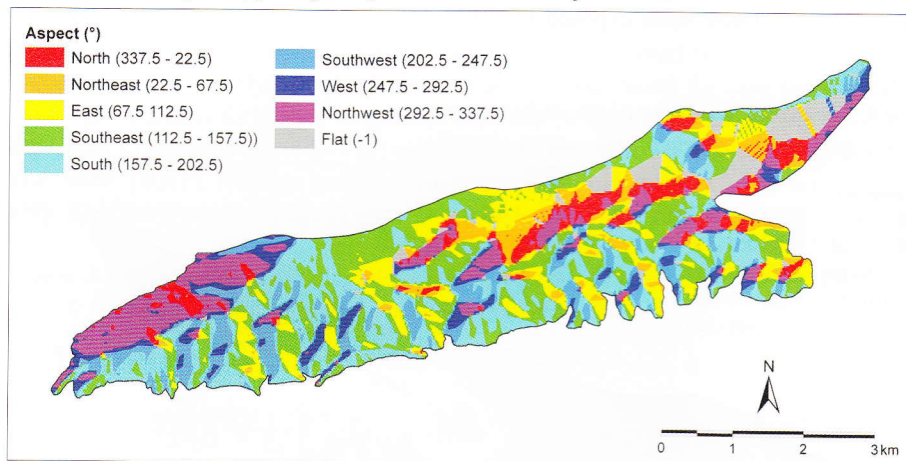 Aspect (°)
North (337.5 - 22.5)
Northeast (22.5 - 67.5)
East (67.5 112.5)
Southeast (112.5 - 157.5))
South (157.5 - 202.5)
Southwest (202.5 - 247.5)
West (247.5 - 292.5)
Northwest (292.5 - 337.5)
Flat (-1)
N
0 1 2 3 km